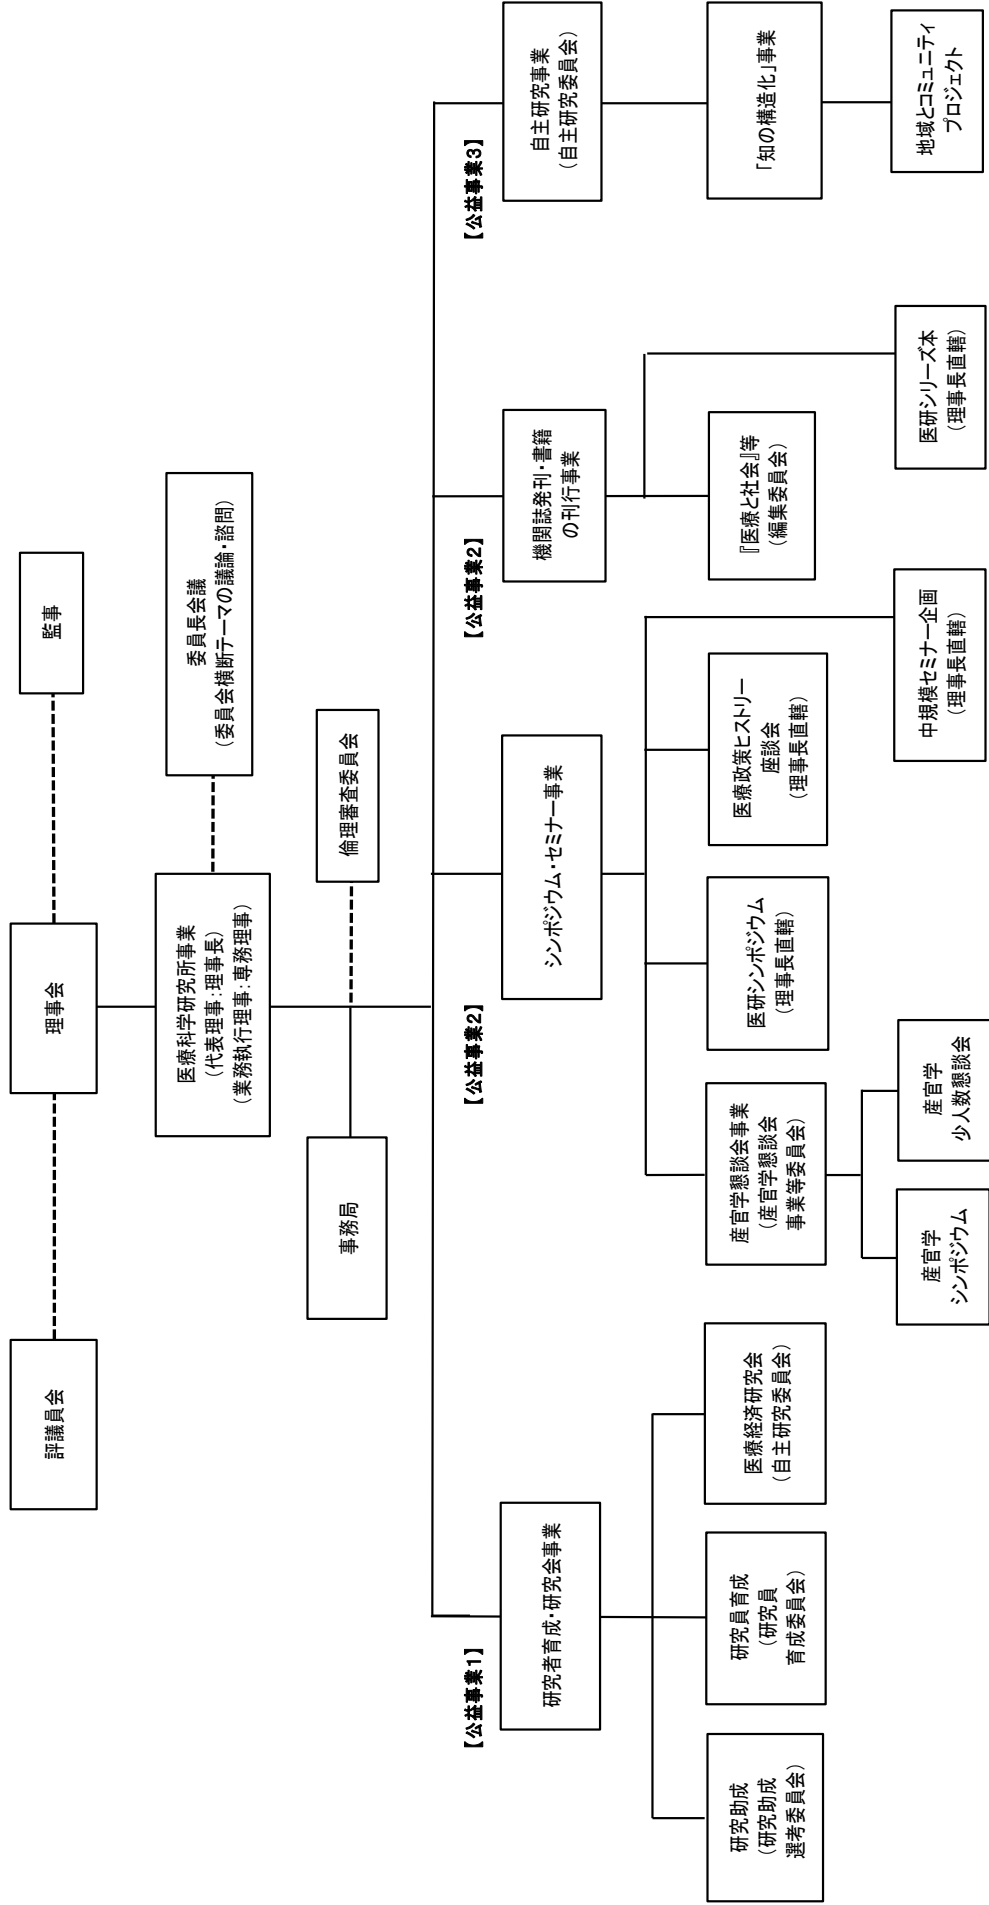 評議員会
理事会
監事
医療科学研究所事業
(代表理事:理事長)
(業務執行理事:専務理事)
委員長会議
(委員会横断テーマの議論・諮問)
事務局
倫理審査委員会
【公益事業1】
【公益事業2】
【公益事業2】
【公益事業3】
研究者育成・研究会事業
シンポジウム・セミナー事業
機関誌発刊・書籍
の刊行事業
自主研究事業
(自主研究委員会)
研究助成
(研究助成
選考委員会)
研究員育成
(研究員
育成委員会)
医療経済研究会
(自主研究委員会)
産官学懇談会事業
(産官学懇談会
事業等委員会)
医研シンポジウム
(理事長直轄)
医療政策ヒストリー
座談会
(理事長直轄)
『医療と社会』等
(編集委員会)
「知の構造化」事業
産官学
シンポジウム
産官学
少人数懇談会
中規模セミナー企画
(理事長直轄)
医研シリーズ本
(理事長直轄)
地域とコミュニティ
プロジェクト